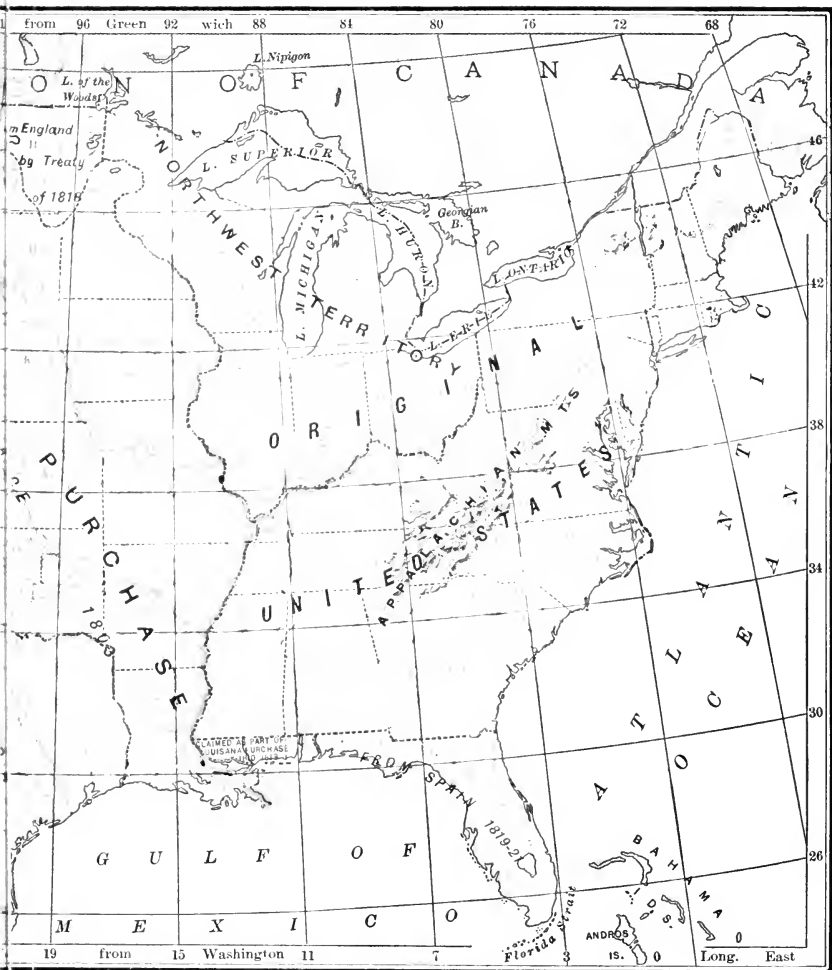 from 96 Green 92 wich 88 84 80 76 72 68
L. Nipigon
O N O F C A N A D A
L. of the
Woods
m England
by Treaty
of 1818
L. SUPERIOR
46
NORTHWEST TERRITORY
Georgian
B.
L. HURON
L. MICHIGAN
L. ONTARIO
42
L. ERIE
ORIGINAL
38
PURCHASE
1803
APPALACHIAN MTS
UNITED STATES
34
ATLANTIC
OCEAN
30
CLAIMED AS PART OF
LOUISANA PURCHASE
FROM SPAIN 1819-21
GULF OF
26
BAHAMA
I D.S.
MEXICO
Florida Strait
ANDROS
IS.
19 from 15 Washington 11 7 3 0 Long. East